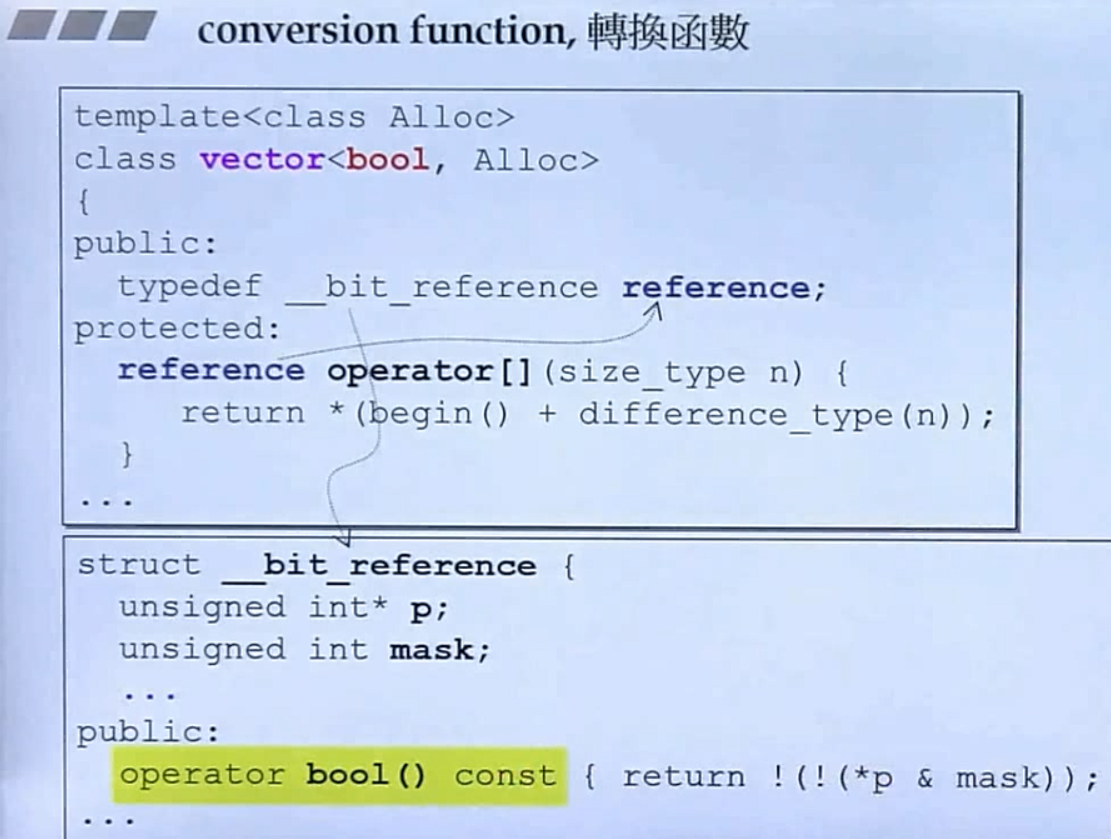 conversion function, 轉換函數
template<class Alloc>
class vector<bool, Alloc>
{
public:
typedef __bit_reference reference;
protected:
reference operator[](size_type n) {
return *(begin() + difference_type(n));
}
...
struct __bit_reference {
unsigned int* p;
unsigned int mask;
...
public:
operator bool() const { return !(!(*p & mask));
...